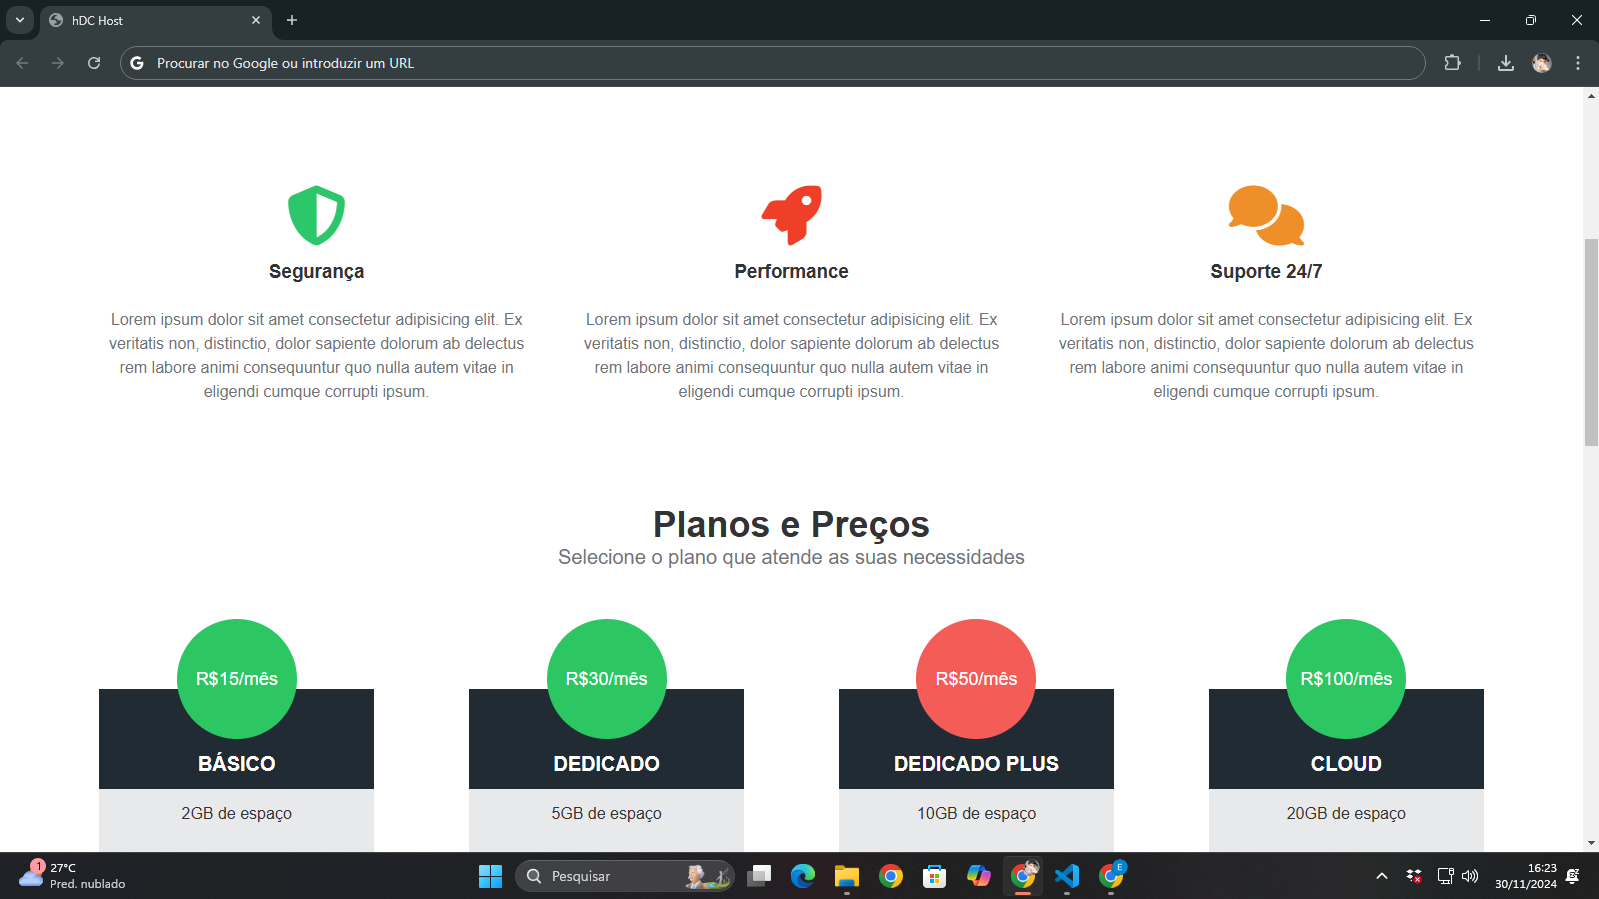 hDC Host
Procurar no Google ou introduzir um URL
Segurança
Lorem ipsum dolor sit amet consectetur adipisicing elit. Ex
veritatis non, distinctio, dolor sapiente dolorum ab delectus
rem labore animi consequuntur quo nulla autem vitae in
eligendi cumque corrupti ipsum.
Performance
Lorem ipsum dolor sit amet consectetur adipisicing elit. Ex
veritatis non, distinctio, dolor sapiente dolorum ab delectus
rem labore animi consequuntur quo nulla autem vitae in
eligendi cumque corrupti ipsum.
Suporte 24/7
Lorem ipsum dolor sit amet consectetur adipisicing elit. Ex
veritatis non, distinctio, dolor sapiente dolorum ab delectus
rem labore animi consequuntur quo nulla autem vitae in
eligendi cumque corrupti ipsum.
Planos e Preços
Selecione o plano que atende as suas necessidades
R$15/mês
BÁSICO
2GB de espaço
R$30/mês
DEDICADO
5GB de espaço
R$50/mês
DEDICADO PLUS
10GB de espaço
R$100/mês
CLOUD
20GB de espaço
1
27°C
Pred. nublado
Pesquisar
E
16:23
30/11/2024